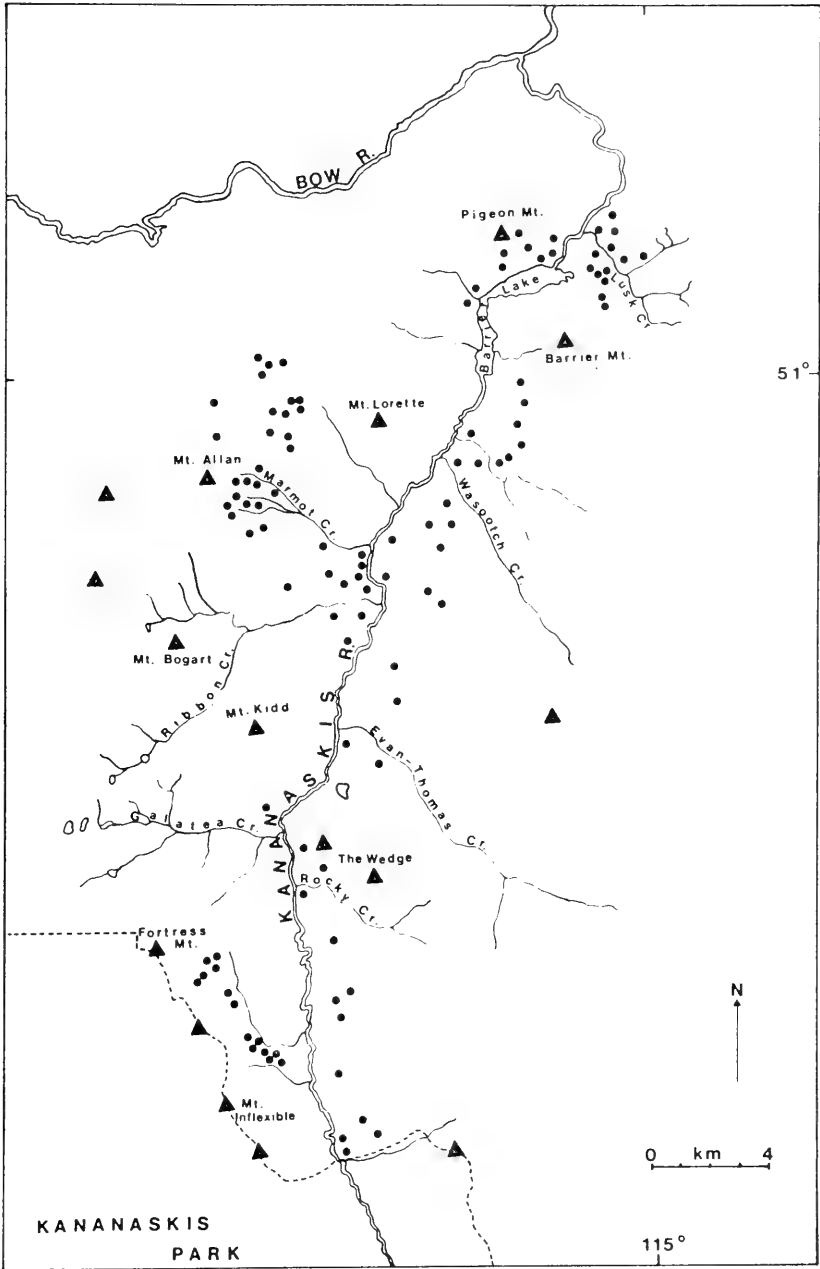 BOW R.
Pigeon Mt.
Barrier Lake
Lusk Cr.
Barrier Mt.
51°
Mt. Lorette
Mt. Allan
Marmot Cr.
Waspotch Cr.
Mt. Bogart
Ribbon Cr.
Mt. Kidd
KANANASKIS R.
Evan-Thomas Cr.
Galatea Cr.
The Wedge
Rocky Cr.
Fortress
Mt.
N
Mt.
Inflexible
0 km 4
KANANASKIS
PARK
115°